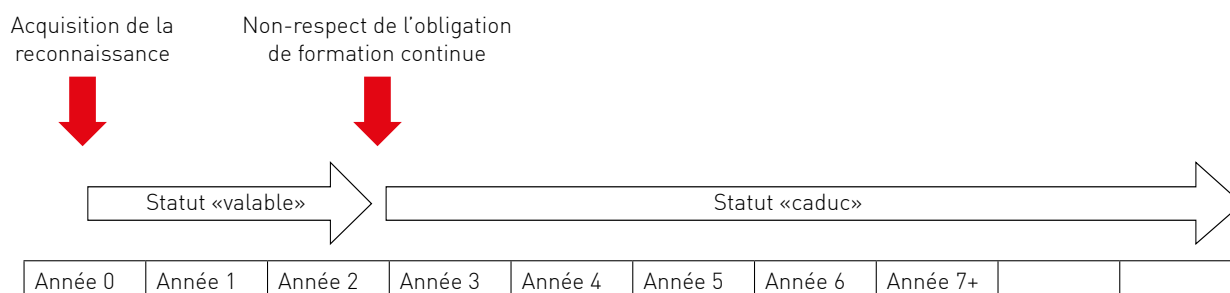 Acquisition de la
reconnaissance
Non-respect de l'obligation
de formation continue
Statut «valable»
Statut «caduc»
Année 0
Année 1
Année 2
Année 3
Année 4
Année 5
Année 6
Année 7+